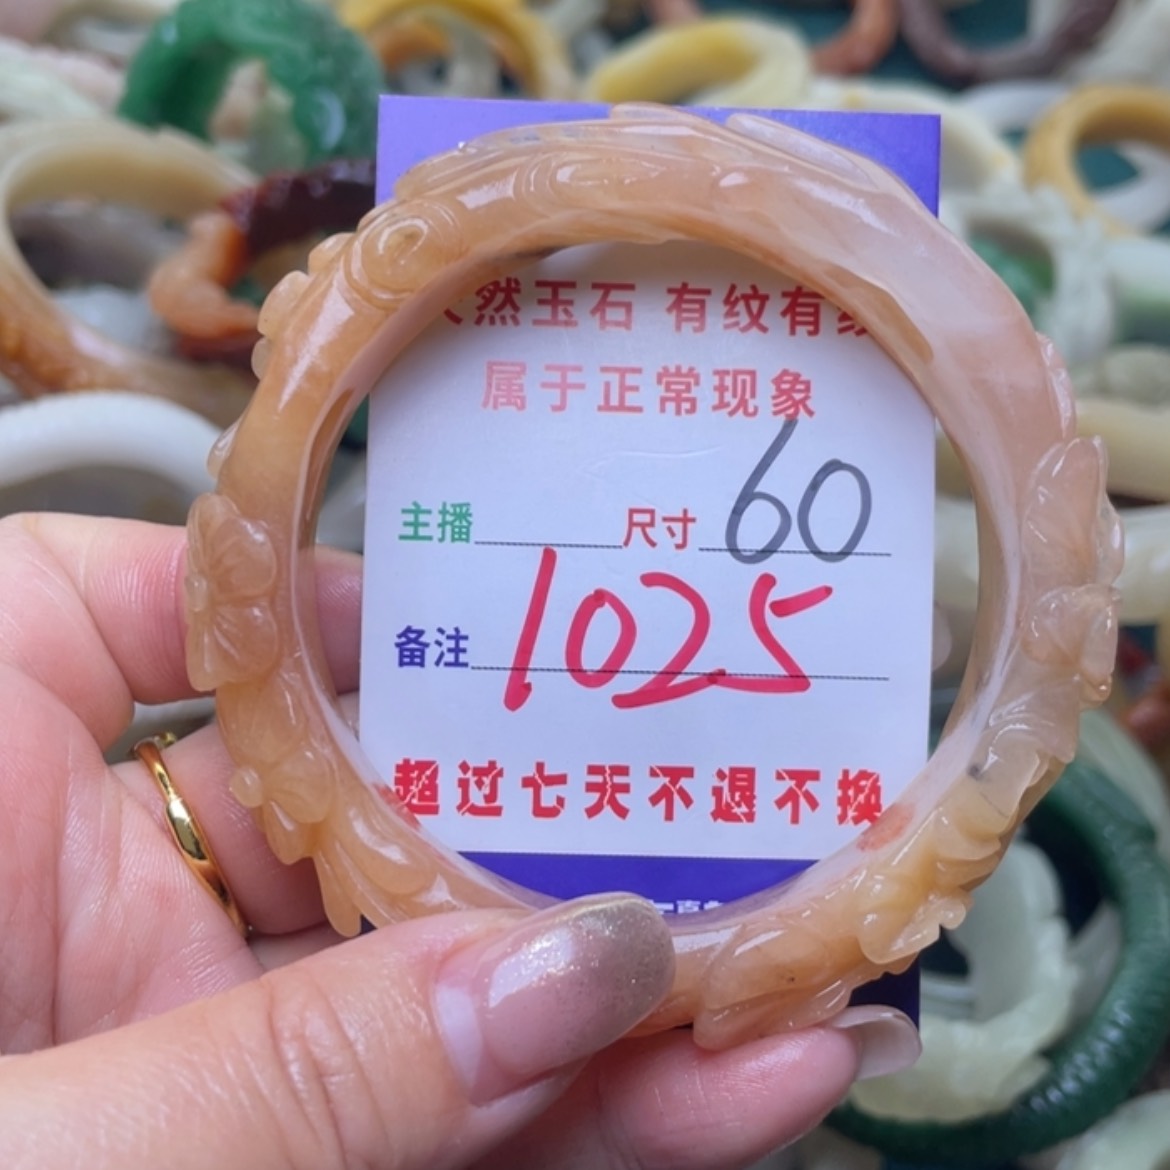 然玉石 有纹有
属于正常现象
主播 尺寸 60
备注 1025
超过七天不退不换